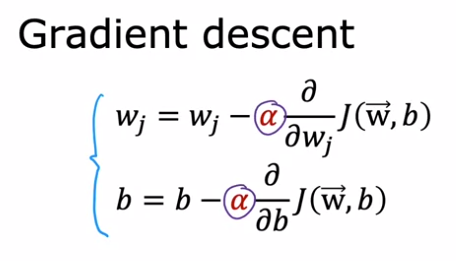 Gradient descent
w_j = w_j − α ∂/∂w_j J(w⃗, b)
b = b − α ∂/∂b J(w⃗, b)